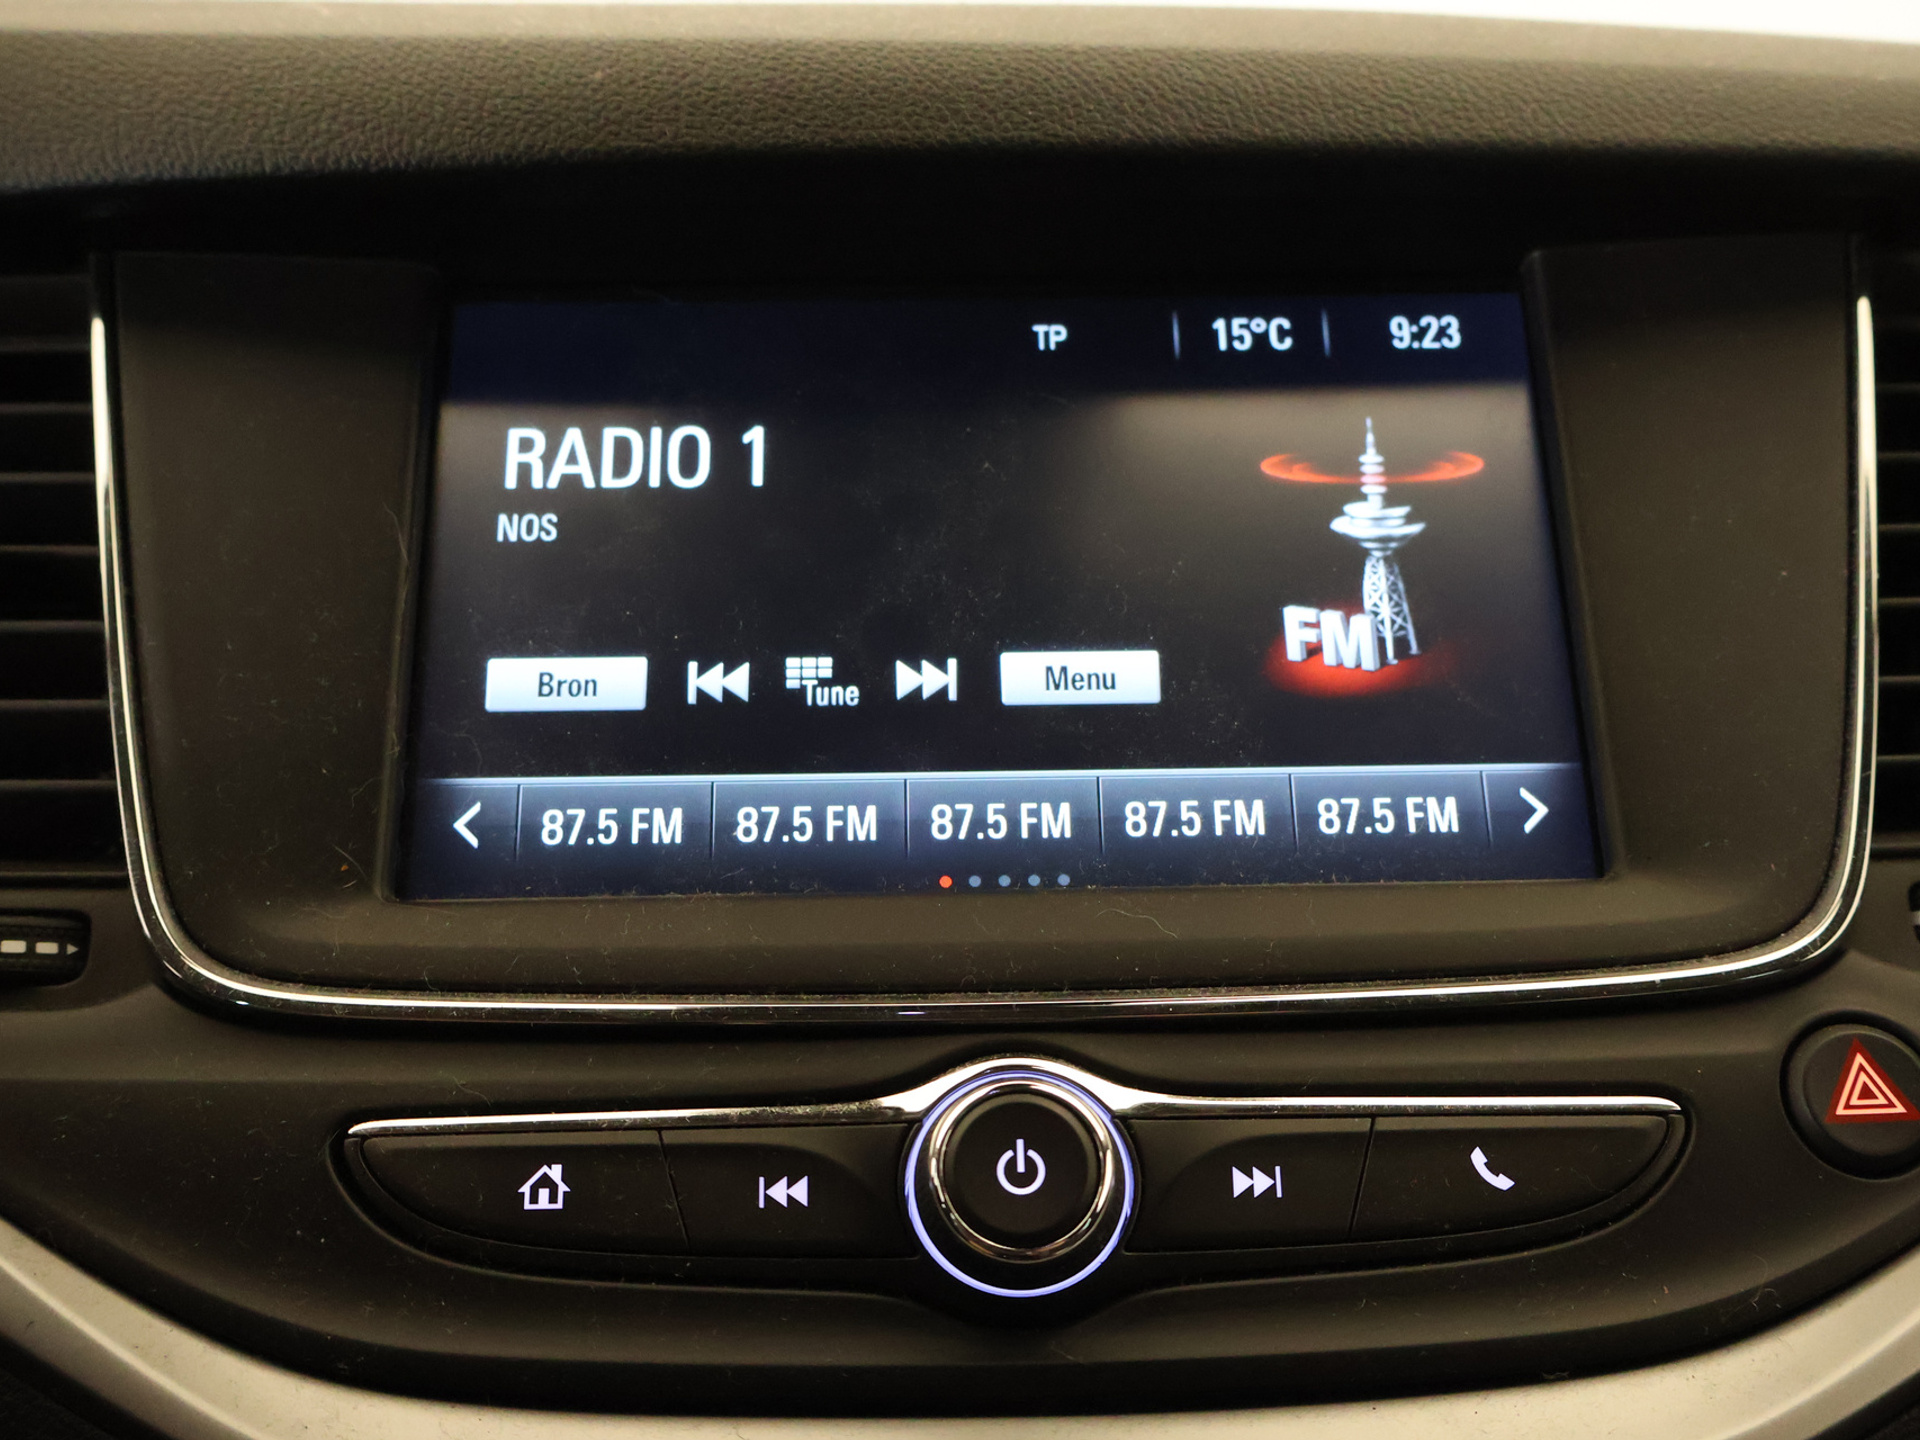 TP 15°C 9:23
RADIO 1
NOS
FM
Bron Tune Menu
87.5 FM 87.5 FM 87.5 FM 87.5 FM 87.5 FM